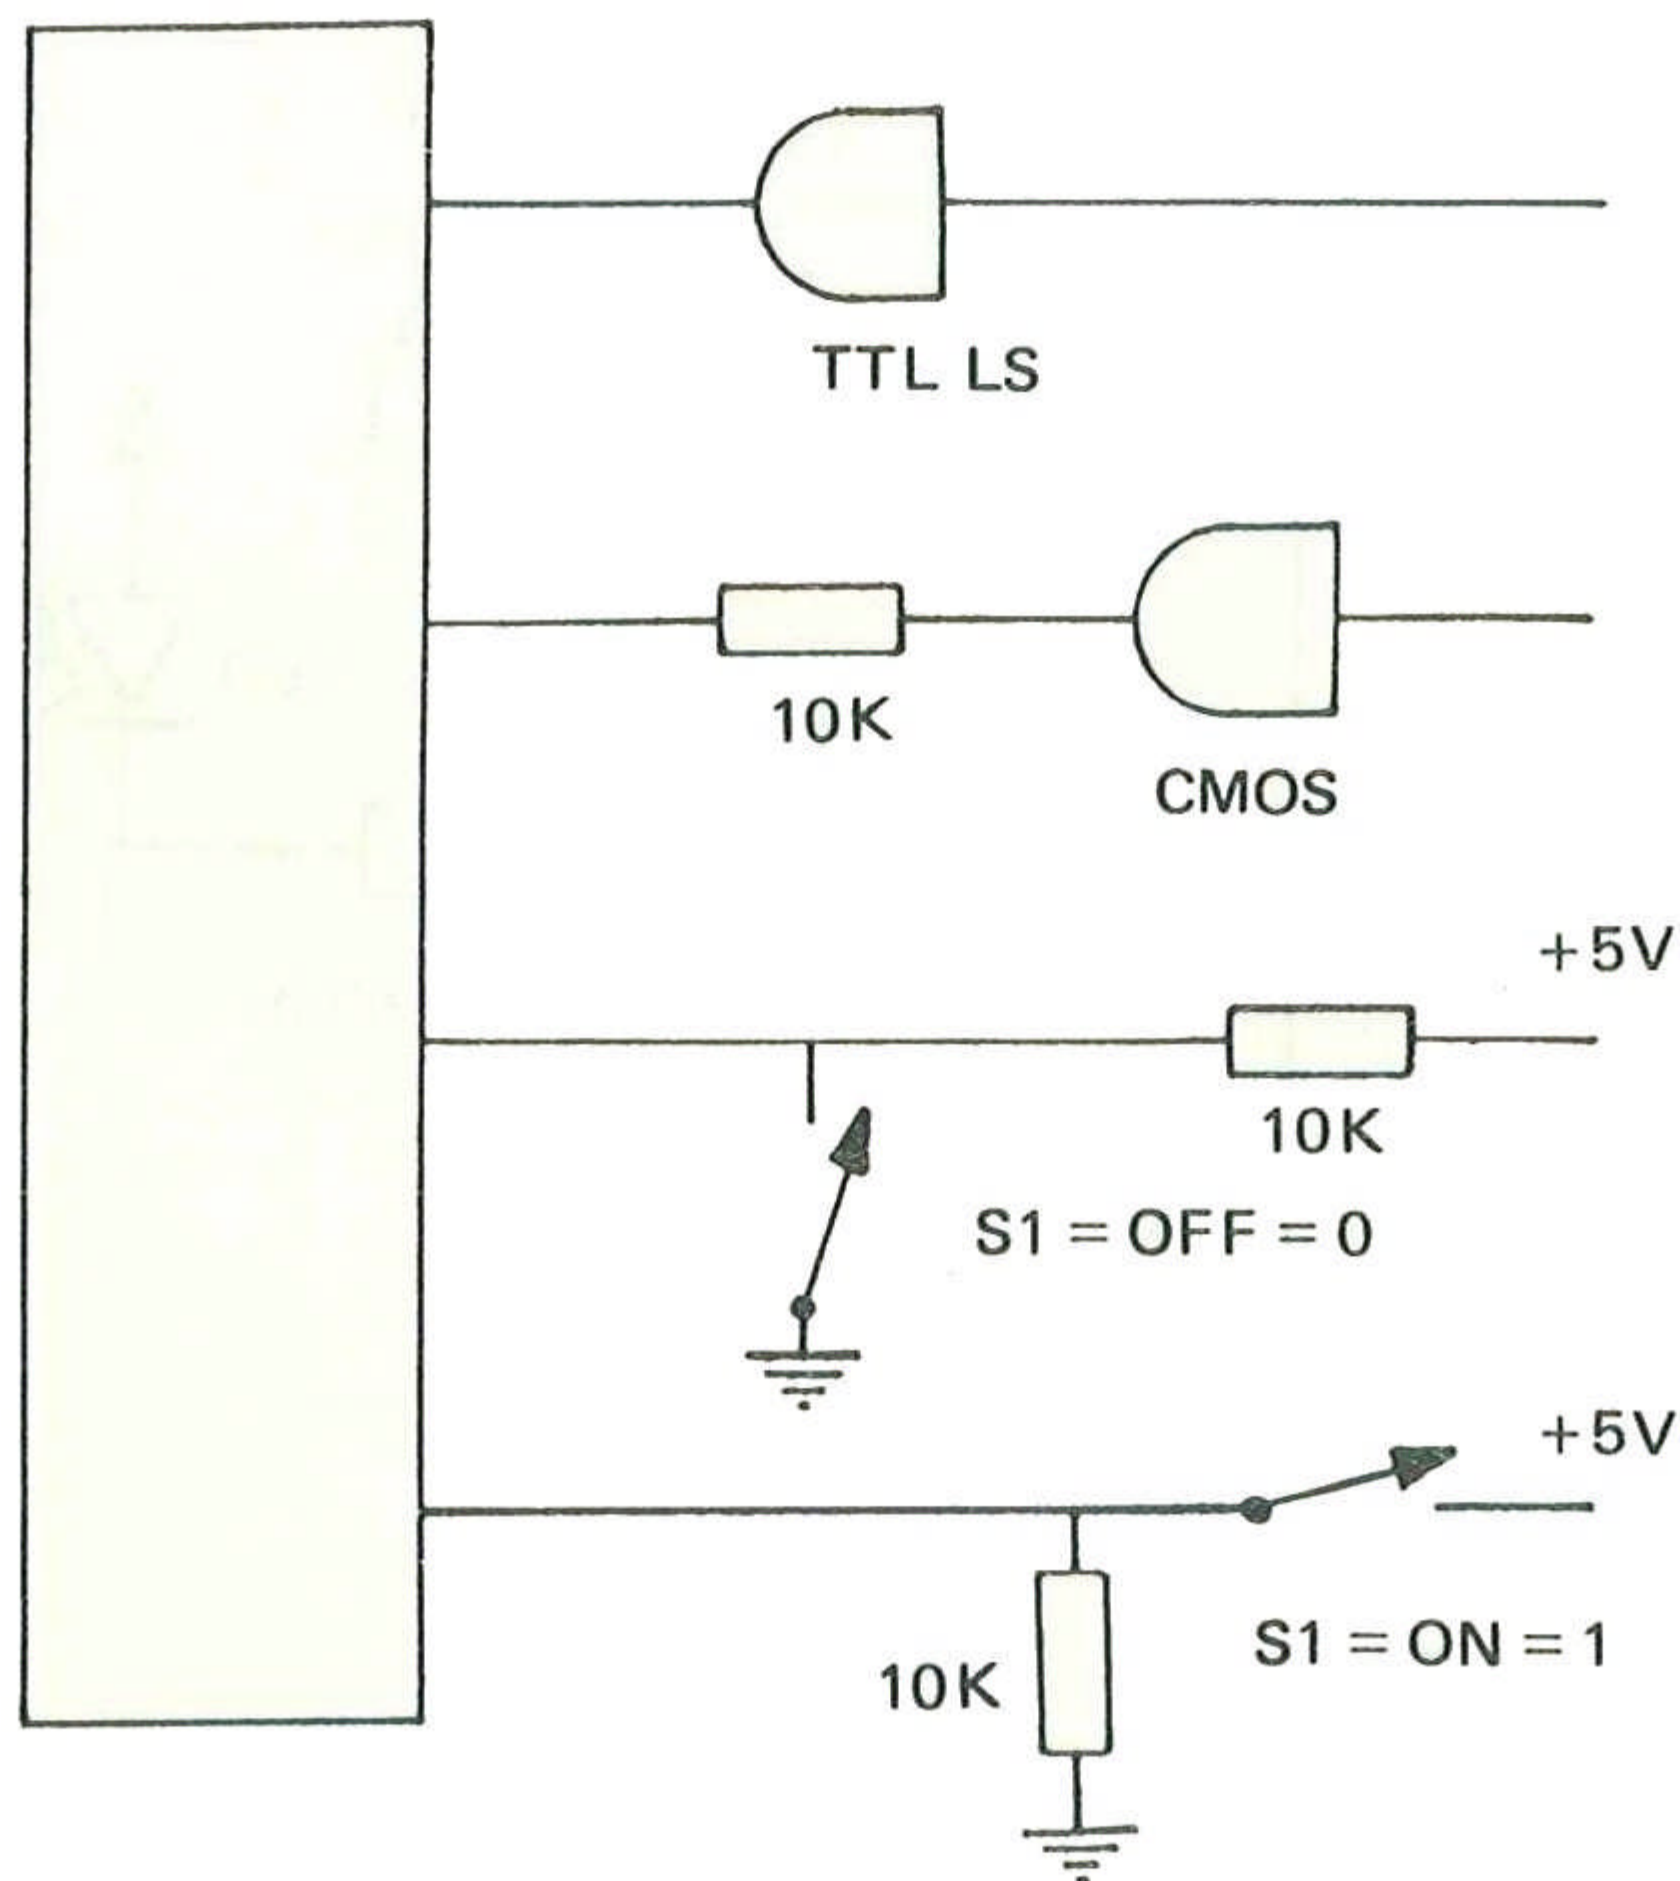 TTL LS
10K
CMOS
+5V
10K
S1 = OFF = 0
+5V
S1 = ON = 1
10K